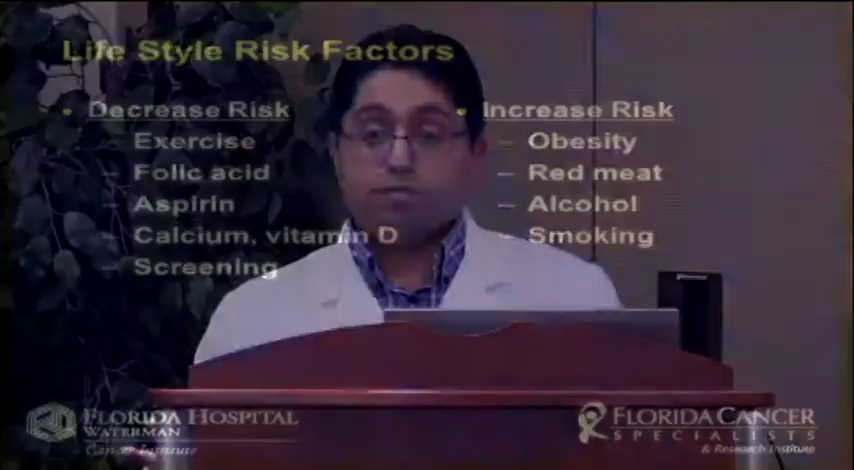 Life Style Risk Factors
• Decrease Risk
– Exercise
– Folic acid
– Aspirin
– Calcium, vitamin D
– Screening
• Increase Risk
– Obesity
– Red meat
– Alcohol
– Smoking
FLORIDA HOSPITAL
WATERMAN
Cancer Institute
FLORIDA CANCER
SPECIALISTS
& Research Institute